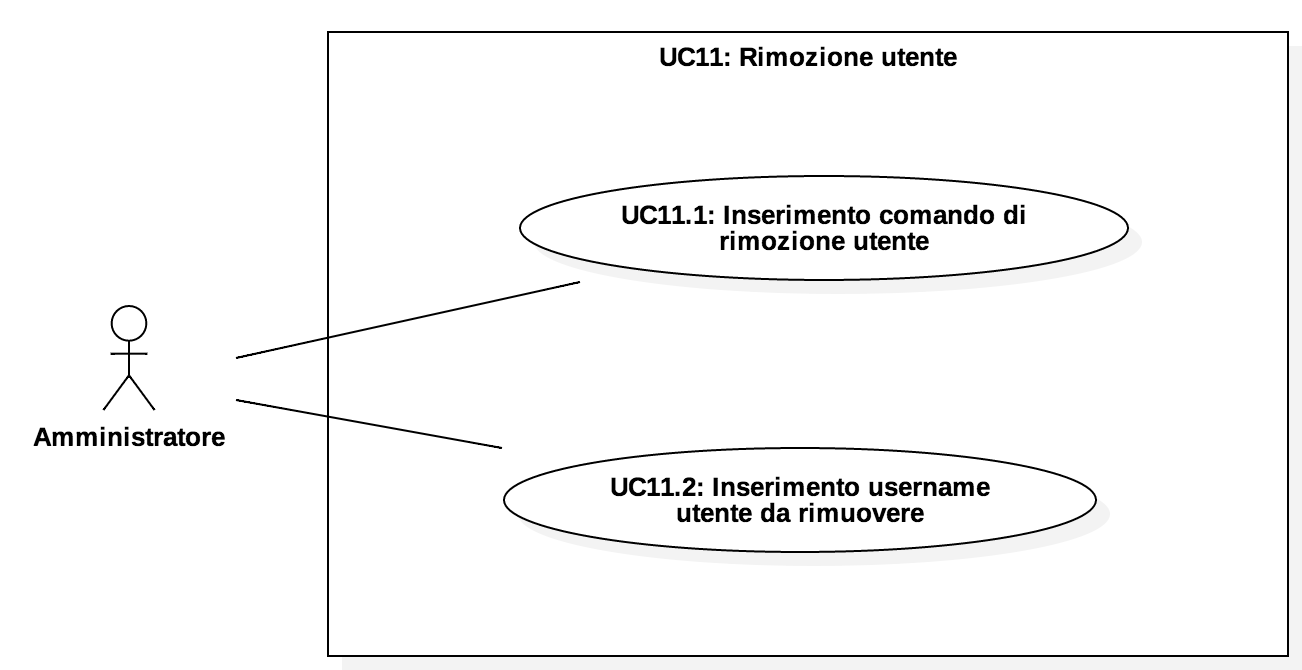 UC11: Rimozione utente
UC11.1: Inserimento comando di
rimozione utente
Amministratore
UC11.2: Inserimento username
utente da rimuovere